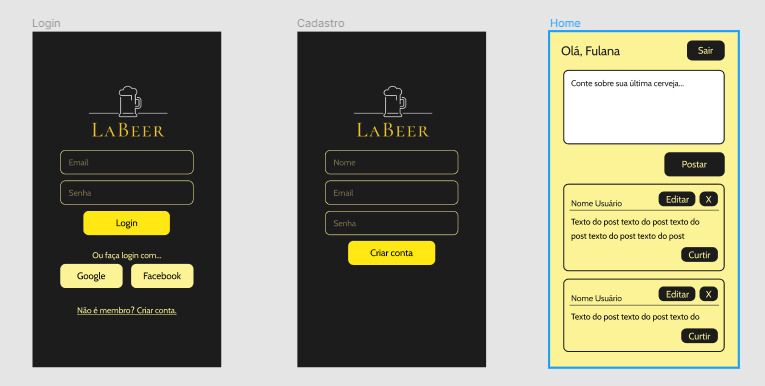 Login
LABEER
Email
Senha
Login
Ou faça login com...
Google
Facebook
Não é membro? Criar conta.
Cadastro
LABEER
Nome
Email
Senha
Criar conta
Home
Olá, Fulana
Sair
Conte sobre sua última cerveja...
Postar
Nome Usuário
Editar
X
Texto do post texto do post texto do
post texto do post texto do post
Curtir
Nome Usuário
Editar
X
Texto do post texto do post texto do
Curtir